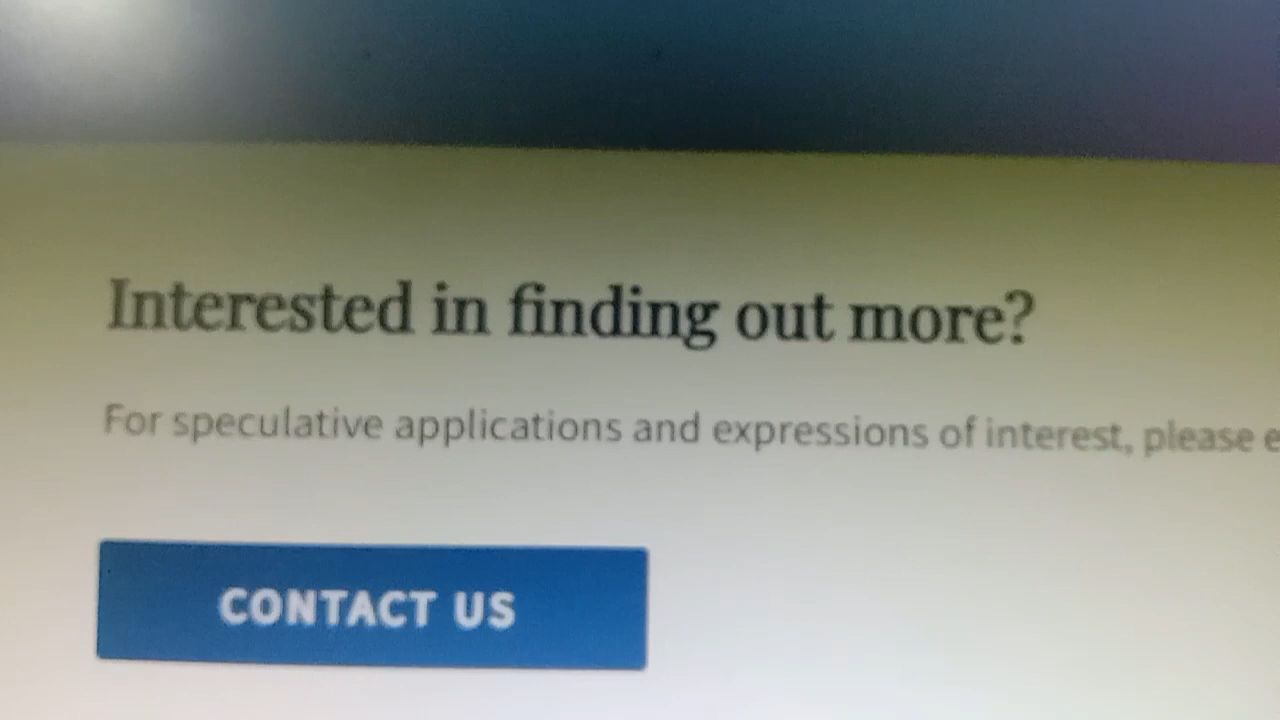 Interested in finding out more?
For speculative applications and expressions of interest, please
CONTACT US